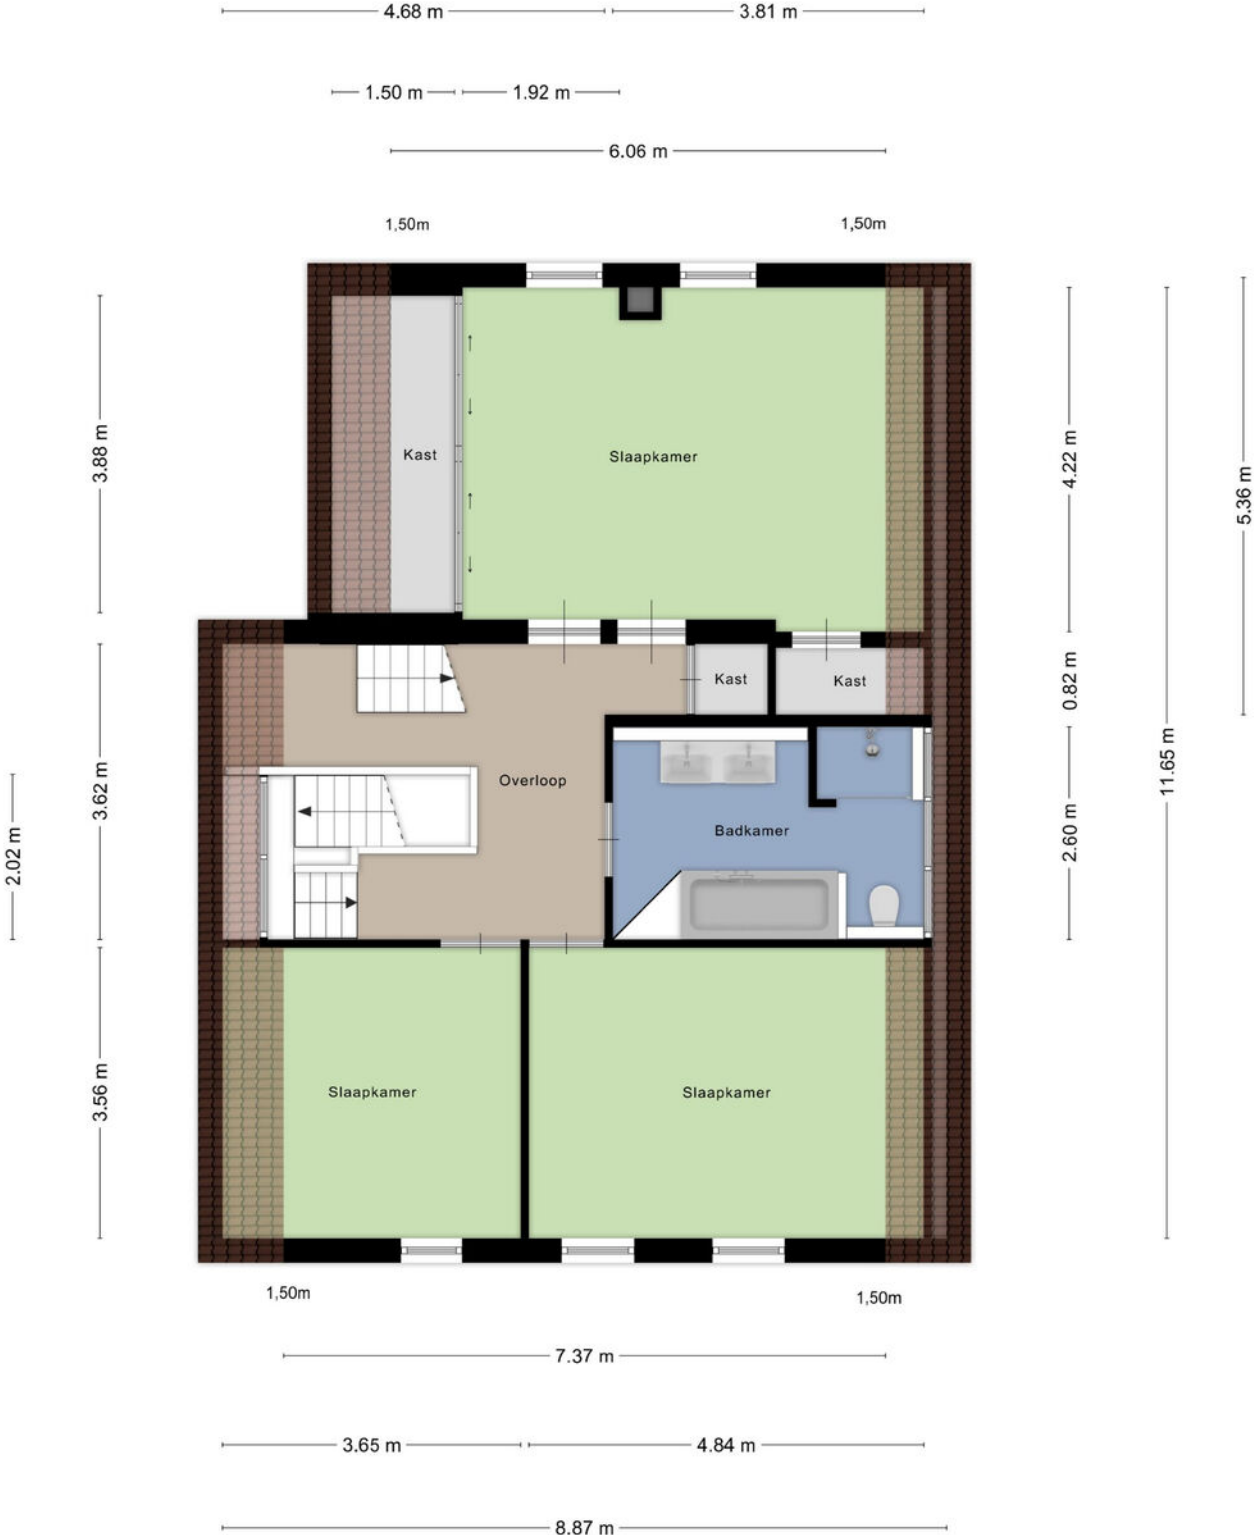 4.68 m
3.81 m
1.50 m
1.92 m
6.06 m
1,50m
1,50m
3.88 m
Kast
Slaapkamer
4.22 m
5.36 m
Kast
Kast
0.82 m
3.62 m
Overloop
11.65 m
2.02 m
Badkamer
2.60 m
3.56 m
Slaapkamer
Slaapkamer
1,50m
1,50m
7.37 m
3.65 m
4.84 m
8.87 m